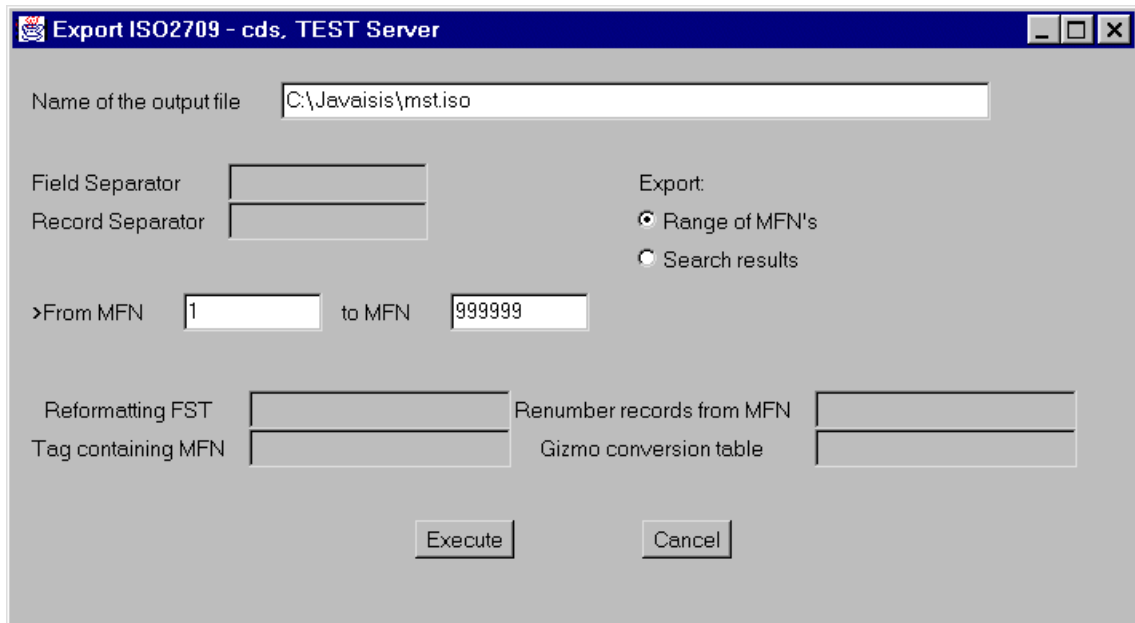 Export ISO2709 - cds, TEST Server
Name of the output file C:\Javaisis\mst.iso
Field Separator
Export:
Record Separator
Range of MFN's
Search results
>From MFN 1 to MFN 999999
Reformatting FST Renumber records from MFN
Tag containing MFN Gizmo conversion table
Execute Cancel